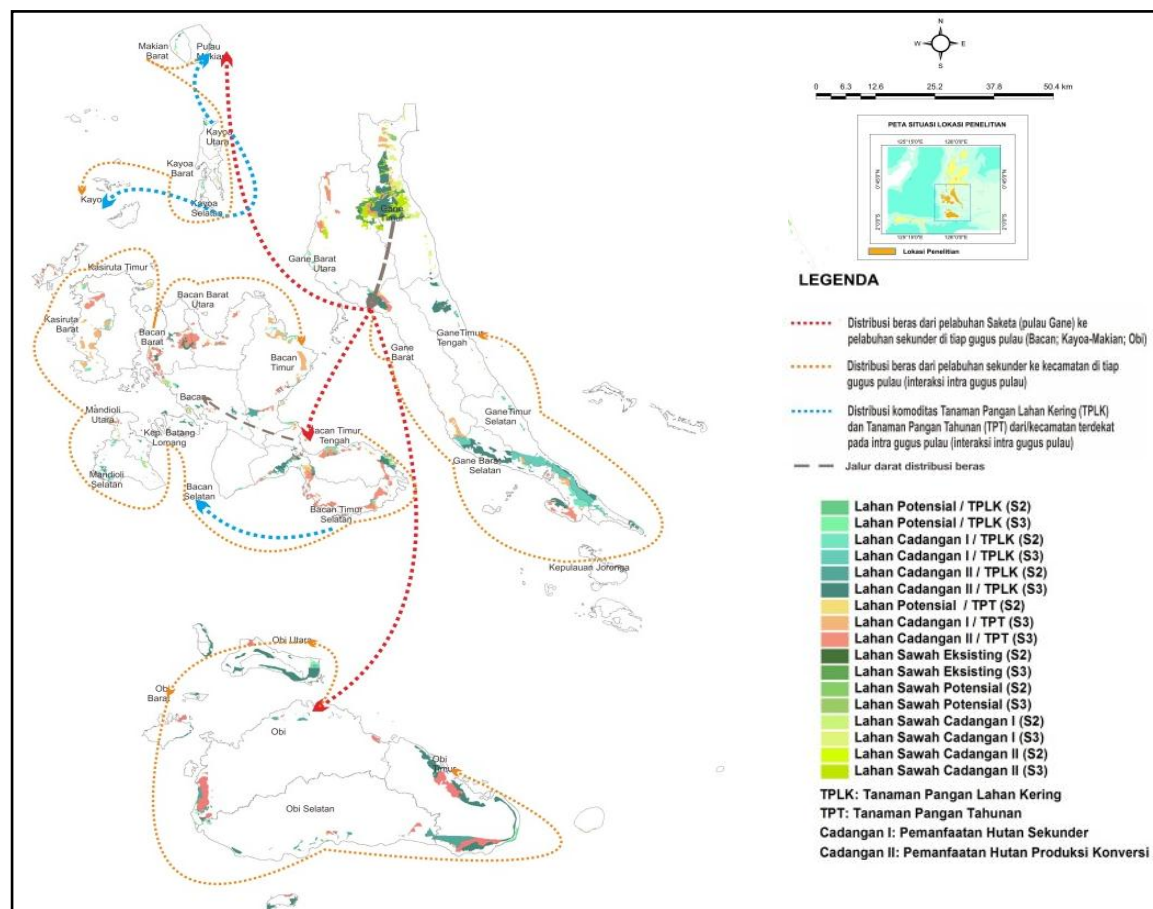 Makian Barat
Pulau Makian
Kayoa Utara
Kayoa Barat
Kayoa Selatan
Kayoa
Gane Timur
Gane Barat Utara
Kasiruta Timur
Bacan Barat Utara
Kasiruta Barat
Bacan Barat
Bacan Timur
Gane Barat
GaneTimur Tengah
Bacan
Mandioli Utara
Kep. Batang Lomang
Bacan Timur Tengah
GaneTimur Selatan
Mandioli Selatan
Gane Barat Selatan
Bacan Selatan
Bacan Timur Selatan
Kepulauan Joronga
Obi Utara
Obi Barat
Obi
Obi Timur
Obi Selatan
N
W E
S
0 6.3 12.6 25.2 37.8 50.4 km
PETA SITUASI LOKASI PENELITIAN
Lokasi Penelitian
LEGENDA
Distribusi beras dari pelabuhan Saketa (pulau Gane) ke
pelabuhan sekunder di tiap gugus pulau (Bacan; Kayoa-Makian; Obi)
Distribusi beras dari pelabuhan sekunder ke kecamatan di tiap
gugus pulau (interaksi intra gugus pulau)
Distribusi komoditas Tanaman Pangan Lahan Kering (TPLK)
dan Tanaman Pangan Tahunan (TPT) dari/kecamatan terdekat
pada intra gugus pulau (interaksi intra gugus pulau)
Jalur darat distribusi beras
Lahan Potensial / TPLK (S2)
Lahan Potensial / TPLK (S3)
Lahan Cadangan I / TPLK (S2)
Lahan Cadangan I / TPLK (S3)
Lahan Cadangan II / TPLK (S2)
Lahan Cadangan II / TPLK (S3)
Lahan Potensial / TPT (S2)
Lahan Cadangan I / TPT (S3)
Lahan Cadangan II / TPT (S3)
Lahan Sawah Eksisting (S2)
Lahan Sawah Eksisting (S3)
Lahan Sawah Potensial (S2)
Lahan Sawah Potensial (S3)
Lahan Sawah Cadangan I (S2)
Lahan Sawah Cadangan I (S3)
Lahan Sawah Cadangan II (S2)
Lahan Sawah Cadangan II (S3)
TPLK: Tanaman Pangan Lahan Kering
TPT: Tanaman Pangan Tahunan
Cadangan I: Pemanfaatan Hutan Sekunder
Cadangan II: Pemanfaatan Hutan Produksi Konversi